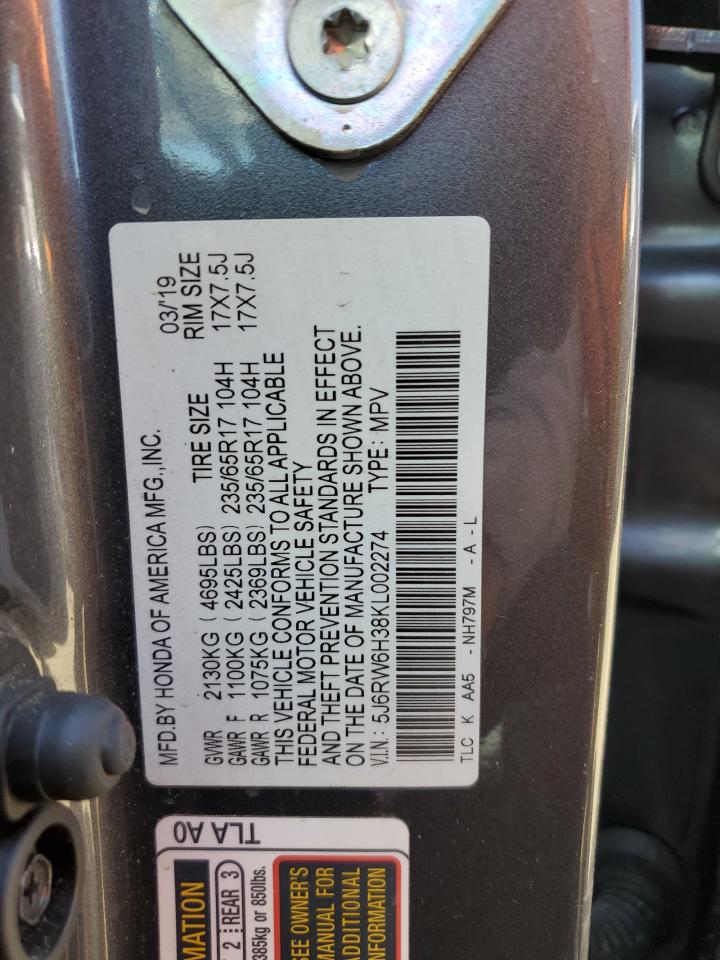 MFD.BY HONDA OF AMERICA MFG.,INC. 03/'19
TIRE SIZE RIM SIZE
GVWR 2130KG (4695LBS)
GAWR F 1100KG (2425LBS) 235/65R17 104H 17X7.5J
GAWR R 1075KG (2369LBS) 235/65R17 104H 17X7.5J
THIS VEHICLE CONFORMS TO ALL APPLICABLE
FEDERAL MOTOR VEHICLE SAFETY
AND THEFT PREVENTION STANDARDS IN EFFECT
ON THE DATE OF MANUFACTURE SHOWN ABOVE.
V.I.N.: 5J6RW6H38KL002274 TYPE: MPV
TLC K AA5 - NH797M - A - L
TLA A0
MATION
2 REAR 3
385kg or 850lbs.
SEE OWNER'S
MANUAL FOR
ADDITIONAL
INFORMATION